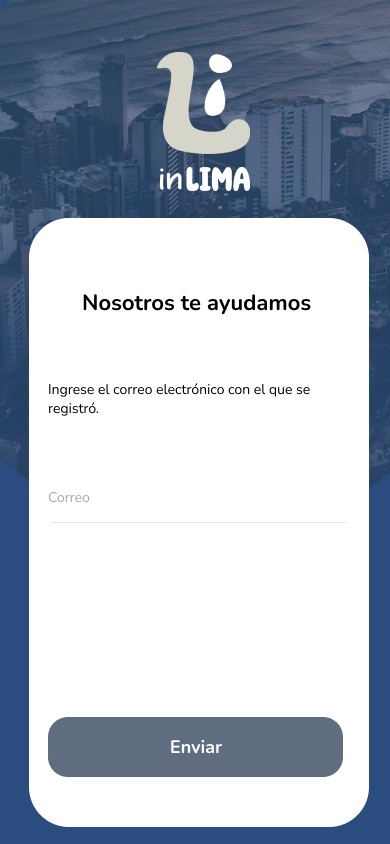 inLIMA
Nosotros te ayudamos
Ingrese el correo electrónico con el que se
registró.
Correo
Enviar